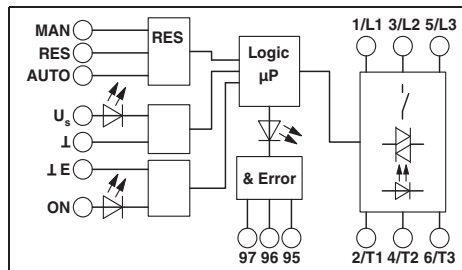 MAN
RES
AUTO
RES
Us
⊥
⊥ E
ON
Logic
μP
& Error
97 96 95
1/L1 3/L2 5/L3
2/T1 4/T2 6/T3